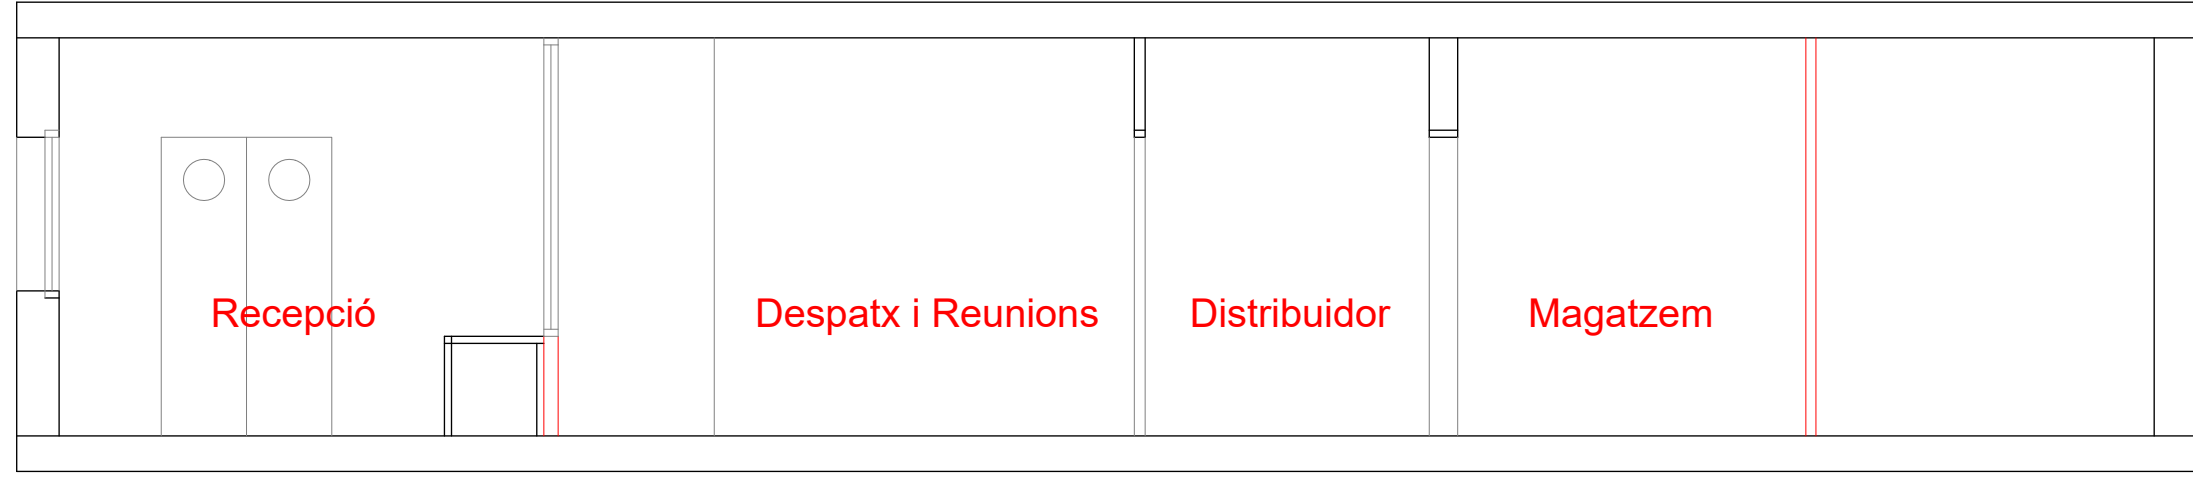 Recepció
Despatx i Reunions
Distribuidor
Magatzem